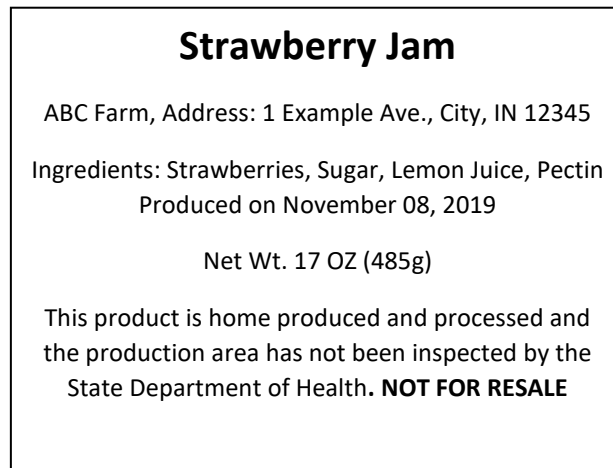 Strawberry Jam
ABC Farm, Address: 1 Example Ave., City, IN 12345
Ingredients: Strawberries, Sugar, Lemon Juice, Pectin
Produced on November 08, 2019
Net Wt. 17 OZ (485g)
This product is home produced and processed and
the production area has not been inspected by the
State Department of Health. NOT FOR RESALE